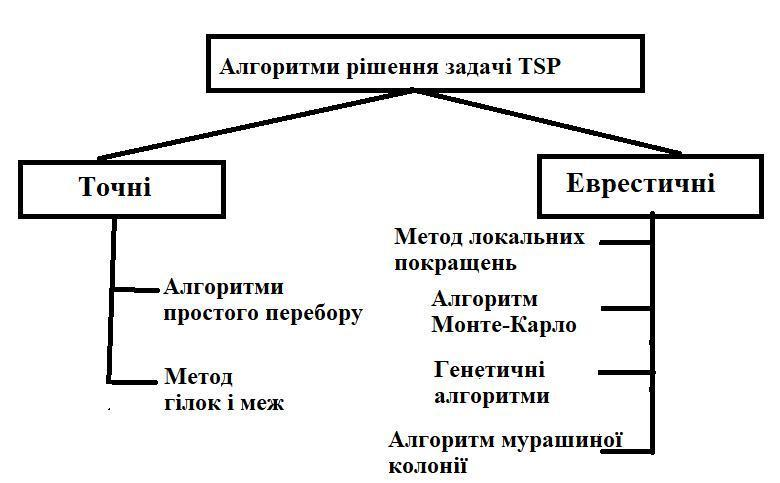 Алгоритми рішення задачі TSP
Точні
Алгоритми
простого перебору
Метод
гілок і меж
Еврестичні
Метод локальних
покращень
Алгоритм
Монте-Карло
Генетичні
алгоритми
Алгоритм мурашиної
колонії